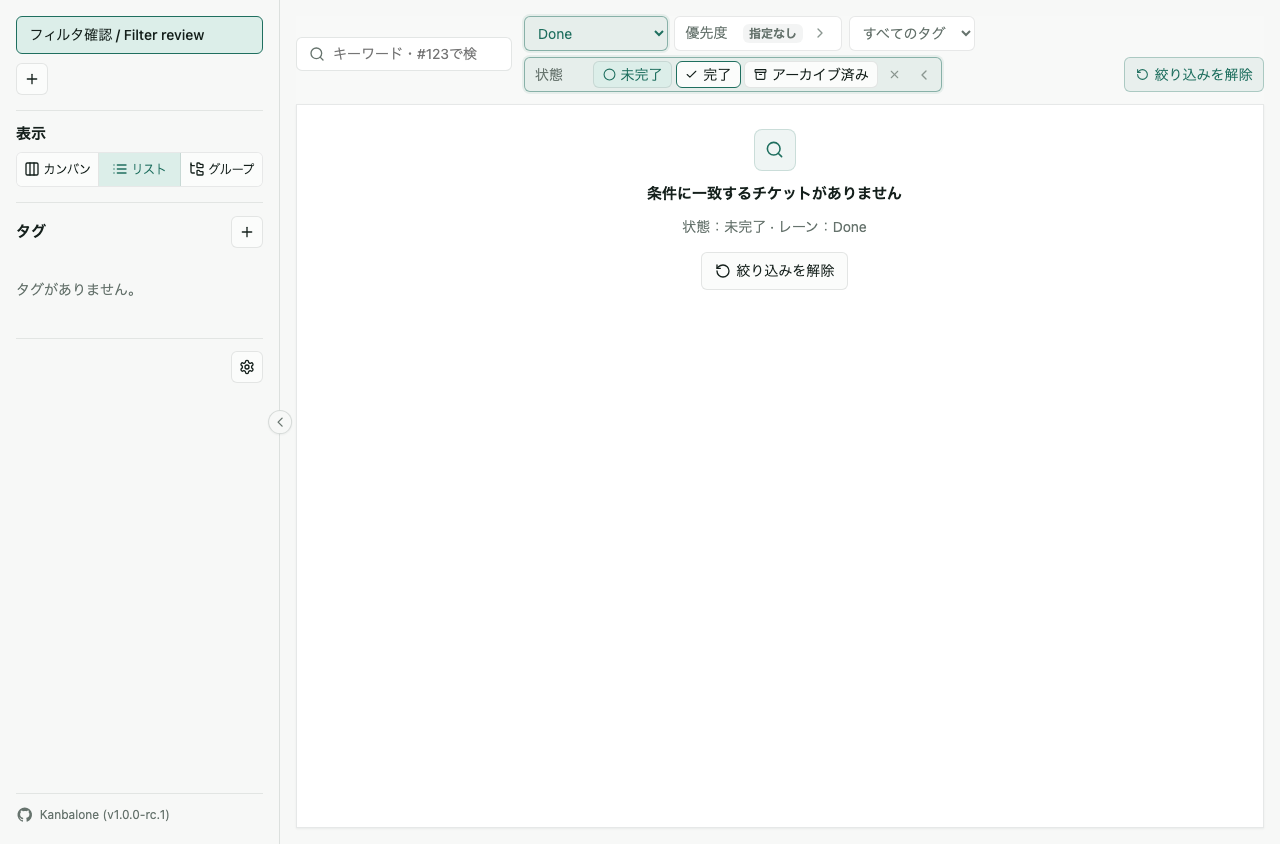 フィルタ確認 / Filter review
表示
カンバン
リスト
グループ
タグ
タグがありません。
Kanbalone (v1.0.0-rc.1)
キーワード・#123で検
Done
優先度
指定なし
すべてのタグ
状態
未完了
完了
アーカイブ済み
絞り込みを解除
条件に一致するチケットがありません
状態：未完了 · レーン：Done
絞り込みを解除